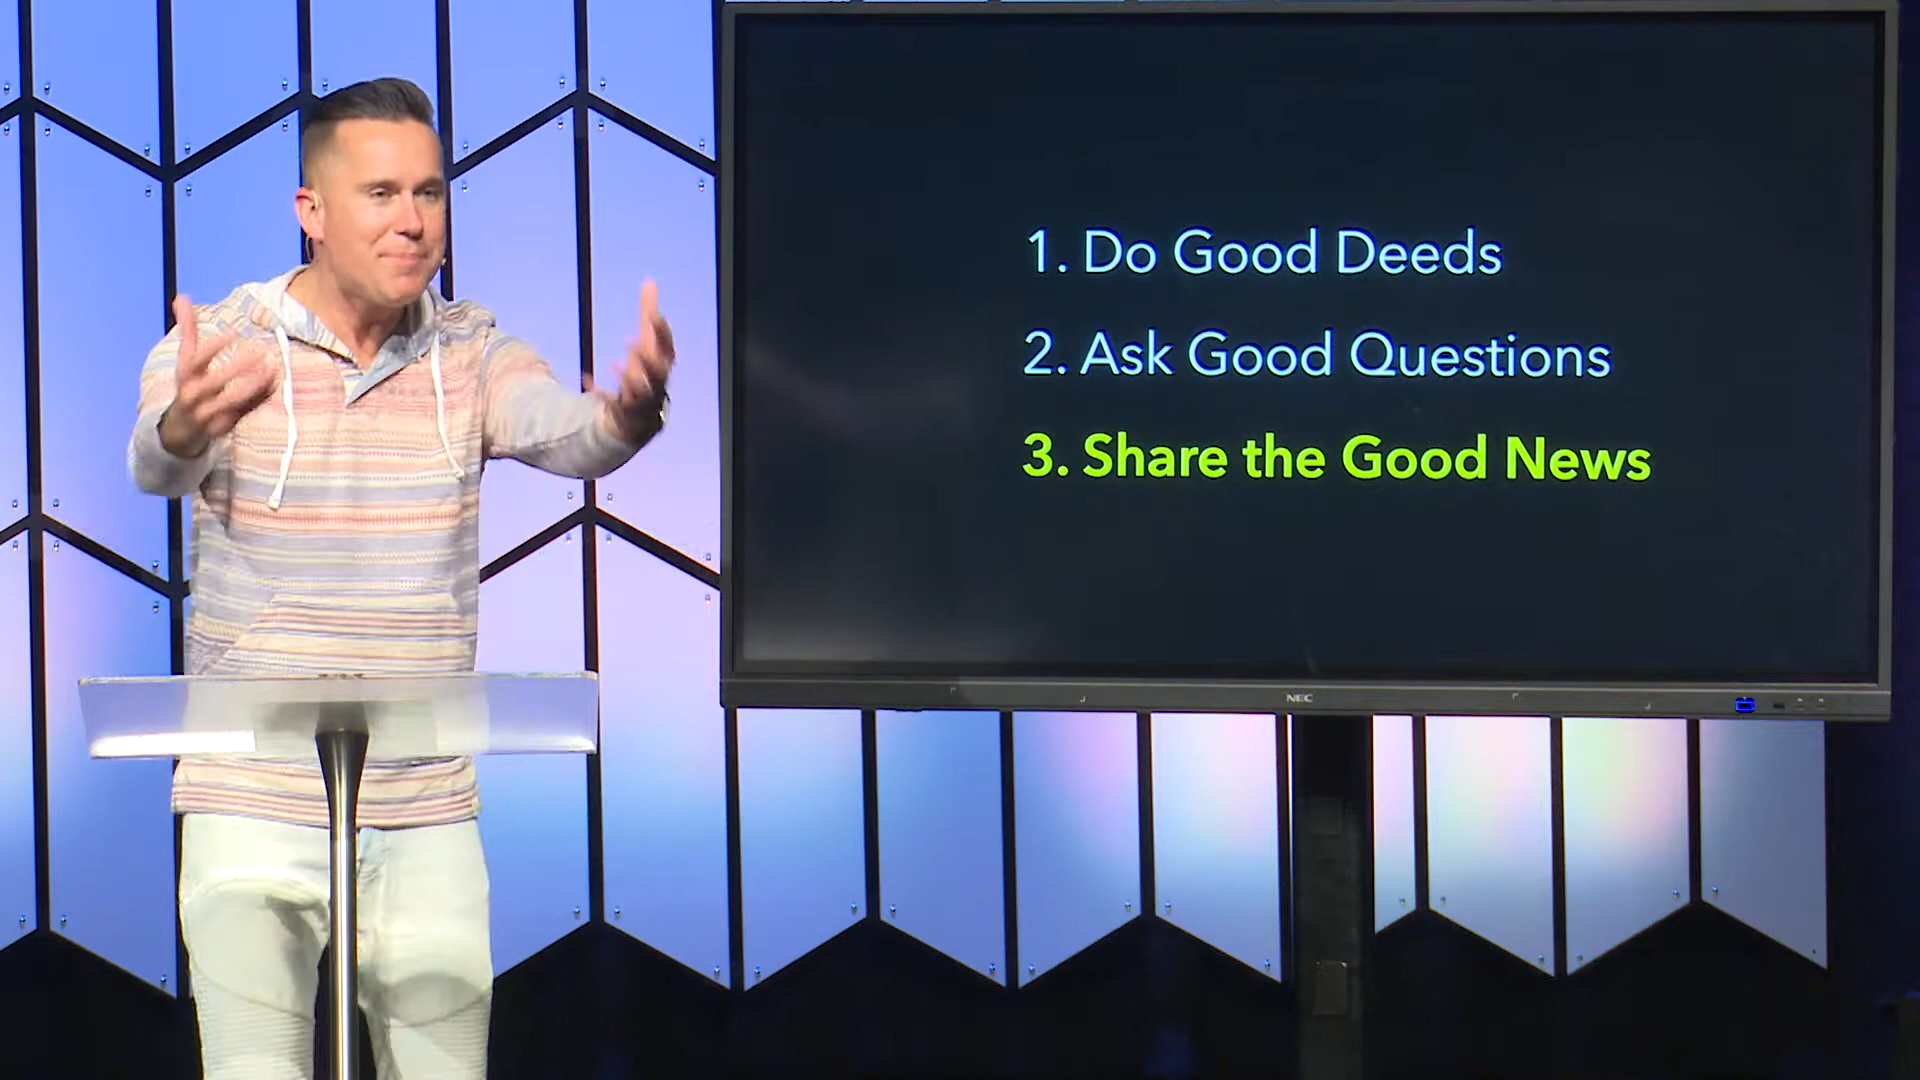 1. Do Good Deeds
2. Ask Good Questions
3. Share the Good News
NEC